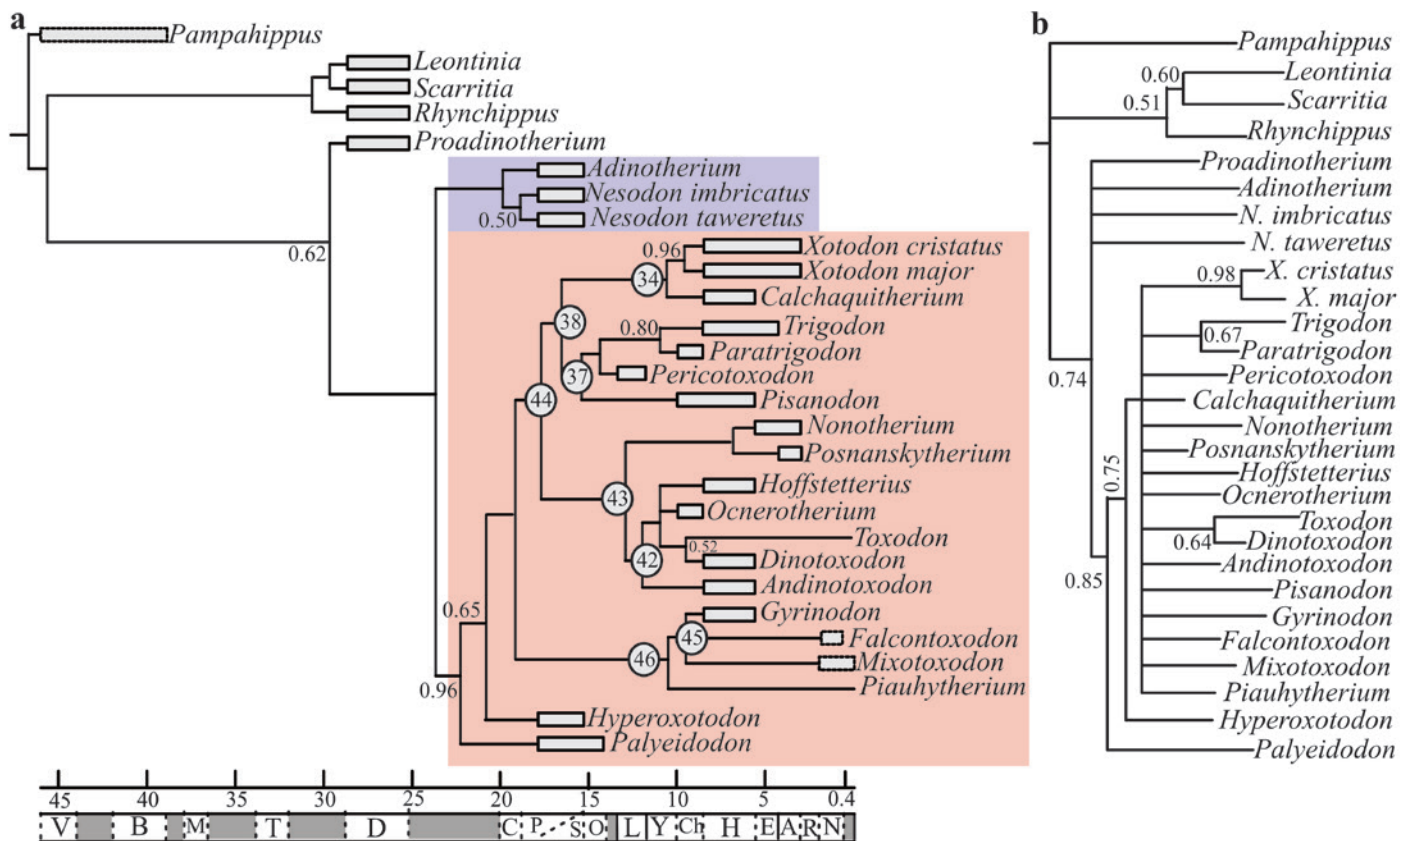 a
Pampahippus
Leontinia
Scarritia
Rhynchippus
Proadinotherium
Adinotherium
Nesodon imbricatus
0.50
Nesodon taweretus
0.62
0.96
Xotodon cristatus
34
Xotodon major
Calchaquitherium
38
0.80
Trigodon
Paratrigodon
37
Pericotoxodon
44
Pisanodon
Nonotherium
Posnanskytherium
43
Hoffstetterius
Ocnerotherium
Toxodon
0.52
42
Dinotoxodon
Andinotoxodon
0.65
Gyrinodon
45
Falcontoxodon
46
Mixotoxodon
0.96
Piauhytherium
Hyperoxotodon
Palyeidodon
45 40 35 30 25 20 15 10 5 0.4
V B M T D C P S O L Y Ch H E A R N
b
Pampahippus
0.60
Leontinia
0.51
Scarritia
Rhynchippus
Proadinotherium
Adinotherium
N. imbricatus
N. taweretus
0.98
X. cristatus
X. major
Trigodon
0.67
Paratrigodon
0.74
Pericotoxodon
Calchaquitherium
Nonotherium
Posnanskytherium
0.75
Hoffstetterius
Ocnerotherium
Toxodon
0.64
Dinotoxodon
0.85
Andinotoxodon
Pisanodon
Gyrinodon
Falcontoxodon
Mixotoxodon
Piauhytherium
Hyperoxotodon
Palyeidodon